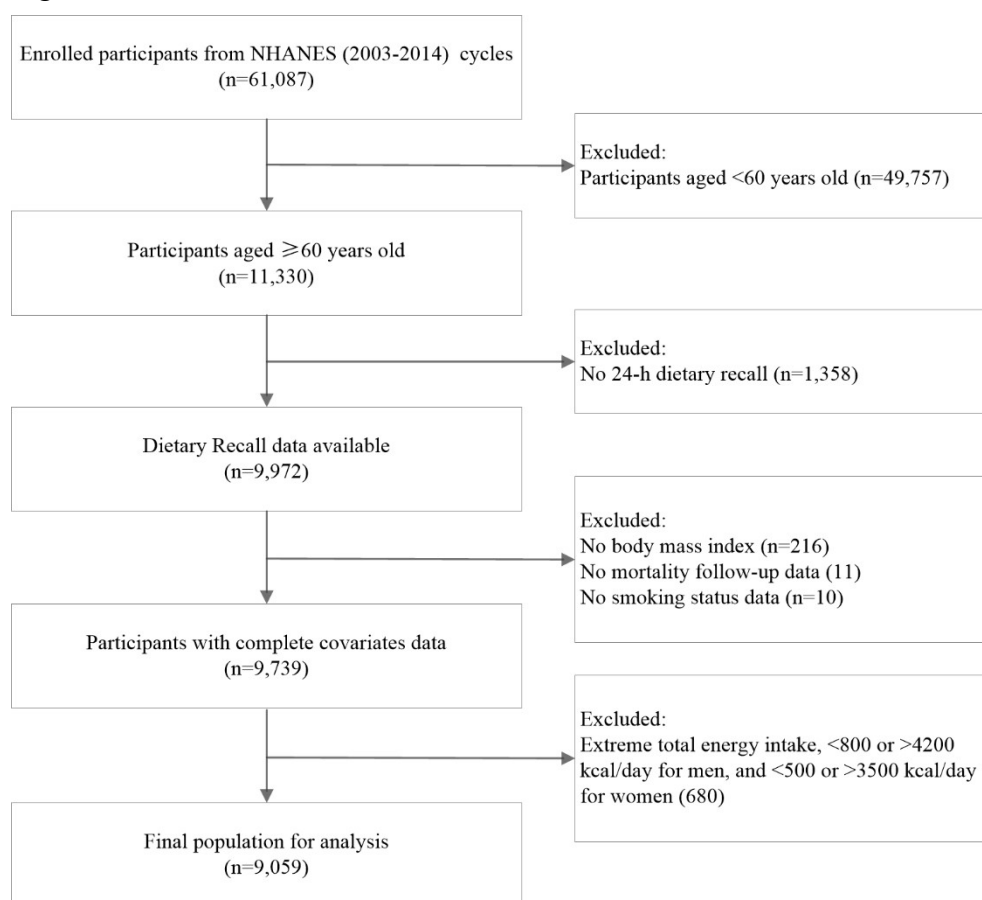 Enrolled participants from NHANES (2003-2014) cycles
(n=61,087)
Excluded:
Participants aged <60 years old (n=49,757)
Participants aged ≥60 years old
(n=11,330)
Excluded:
No 24-h dietary recall (n=1,358)
Dietary Recall data available
(n=9,972)
Excluded:
No body mass index (n=216)
No mortality follow-up data (11)
No smoking status data (n=10)
Participants with complete covariates data
(n=9,739)
Excluded:
Extreme total energy intake, <800 or >4200
kcal/day for men, and <500 or >3500 kcal/day
for women (680)
Final population for analysis
(n=9,059)